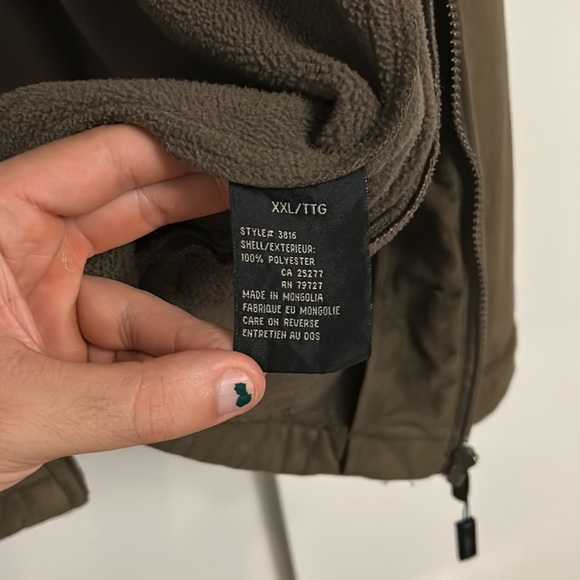 XXL/TTG
STYLE# 3816
SHELL/EXTERIEUR:
100% POLYESTER
CA 25277
RN 79727
MADE IN MONGOLIA
FABRIQUE EU MONGOLIE
CARE ON REVERSE
ENTRETIEN AU DOS